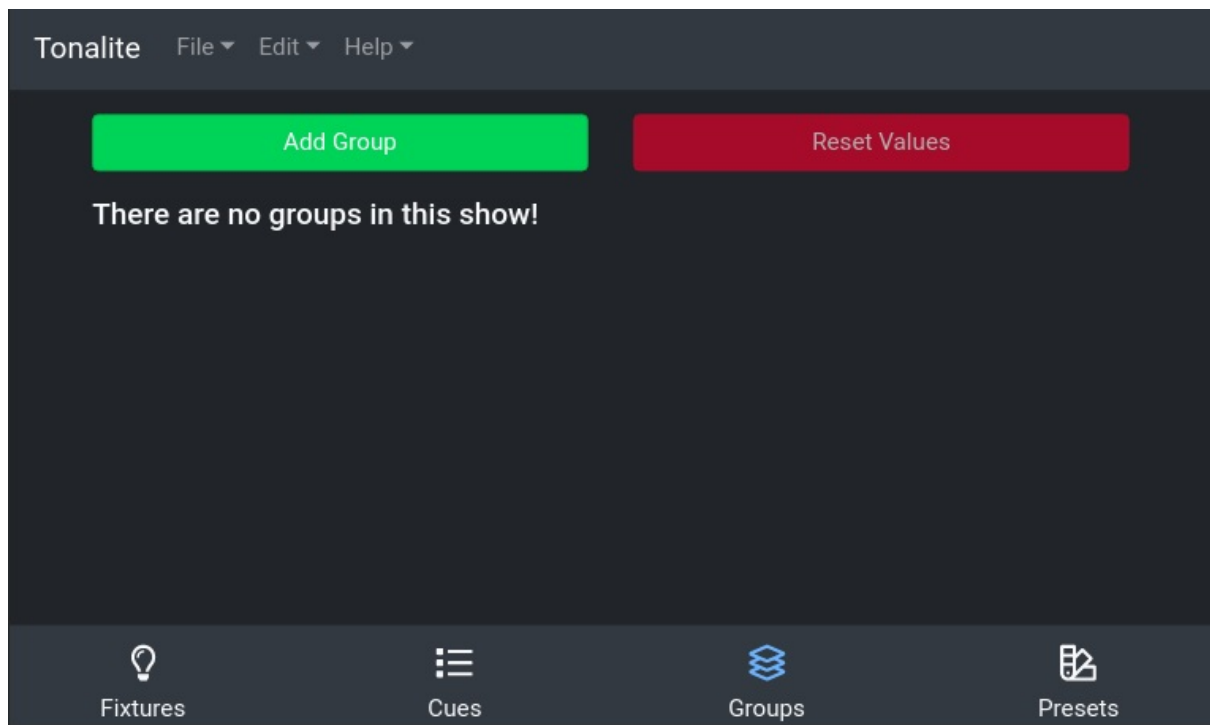 Tonalite File Edit Help
Add Group Reset Values
There are no groups in this show!
Fixtures Cues Groups Presets